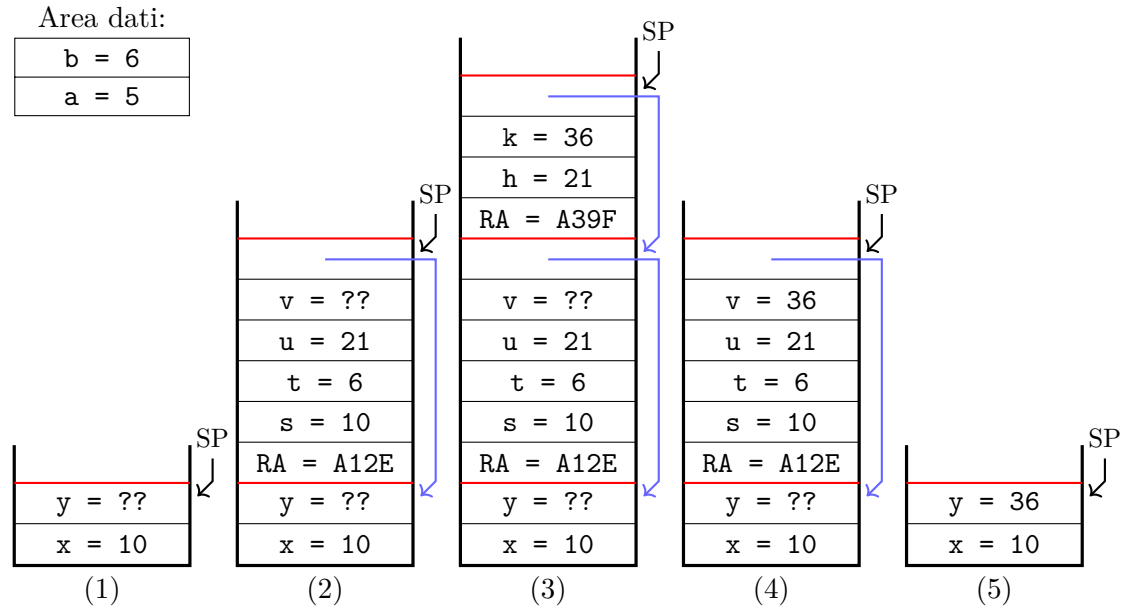 Area dati:
b = 6
a = 5
SP
y = ??
x = 10
(1)
SP
v = ??
u = 21
t = 6
s = 10
RA = A12E
y = ??
x = 10
(2)
SP
k = 36
h = 21
RA = A39F
v = ??
u = 21
t = 6
s = 10
RA = A12E
y = ??
x = 10
(3)
SP
v = 36
u = 21
t = 6
s = 10
RA = A12E
y = ??
x = 10
(4)
SP
y = 36
x = 10
(5)